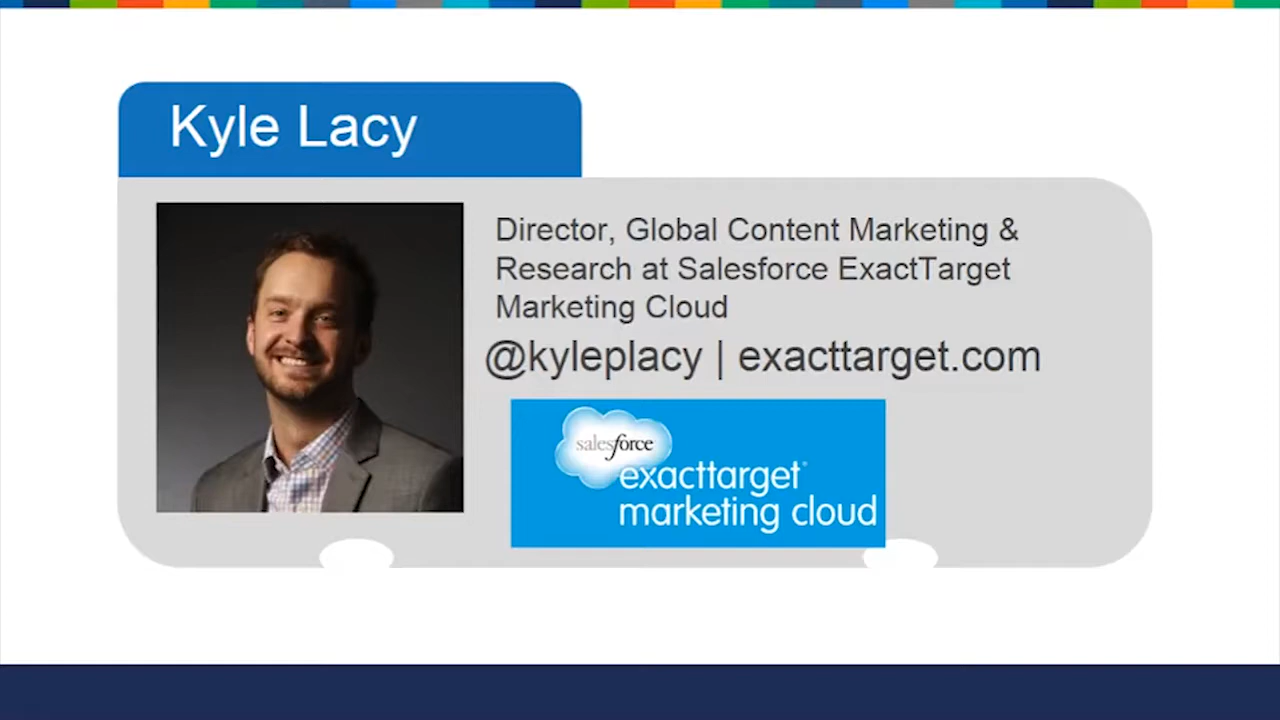 Kyle Lacy
Director, Global Content Marketing &
Research at Salesforce ExactTarget
Marketing Cloud
@kyleplacy | exacttarget.com
salesforce
exacttarget®
marketing cloud